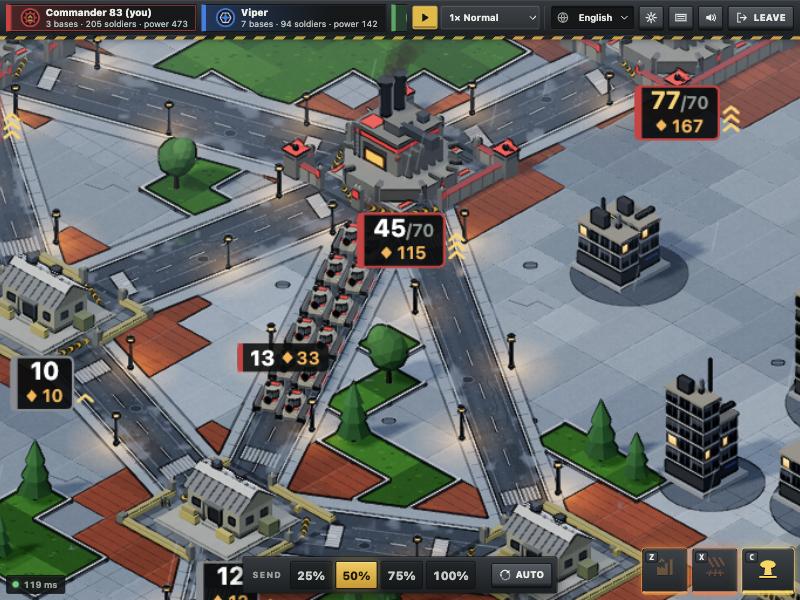 Commander 83 (you)
3 bases · 205 soldiers · power 473
Viper
7 bases · 94 soldiers · power 142
1x Normal
English
LEAVE
77/70
167
45/70
115
13 33
10
10
12
SEND 25% 50% 75% 100% AUTO
Z X C
119 ms